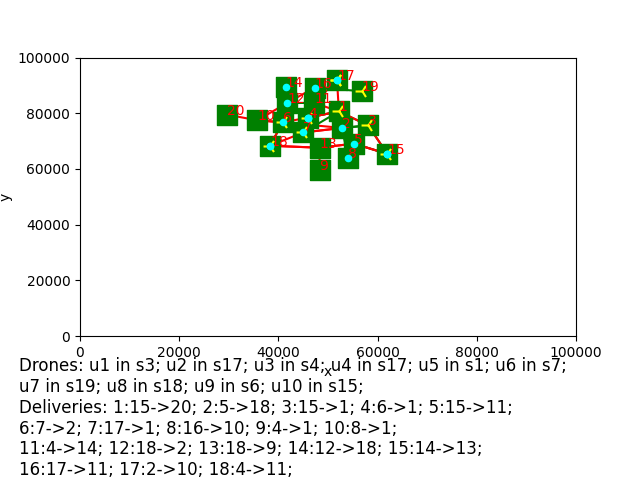 100000
80000
60000
40000
20000
0
y
0 20000 40000 60000 80000 100000
x
20
19
15
Drones: u1 in s3; u2 in s17; u3 in s4; u4 in s17; u5 in s1; u6 in s7;
u7 in s19; u8 in s18; u9 in s6; u10 in s15;
Deliveries: 1:15->20; 2:5->18; 3:15->1; 4:6->1; 5:15->11;
6:7->2; 7:17->1; 8:16->10; 9:4->1; 10:8->1;
11:4->14; 12:18->2; 13:18->9; 14:12->18; 15:14->13;
16:17->11; 17:2->10; 18:4->11;